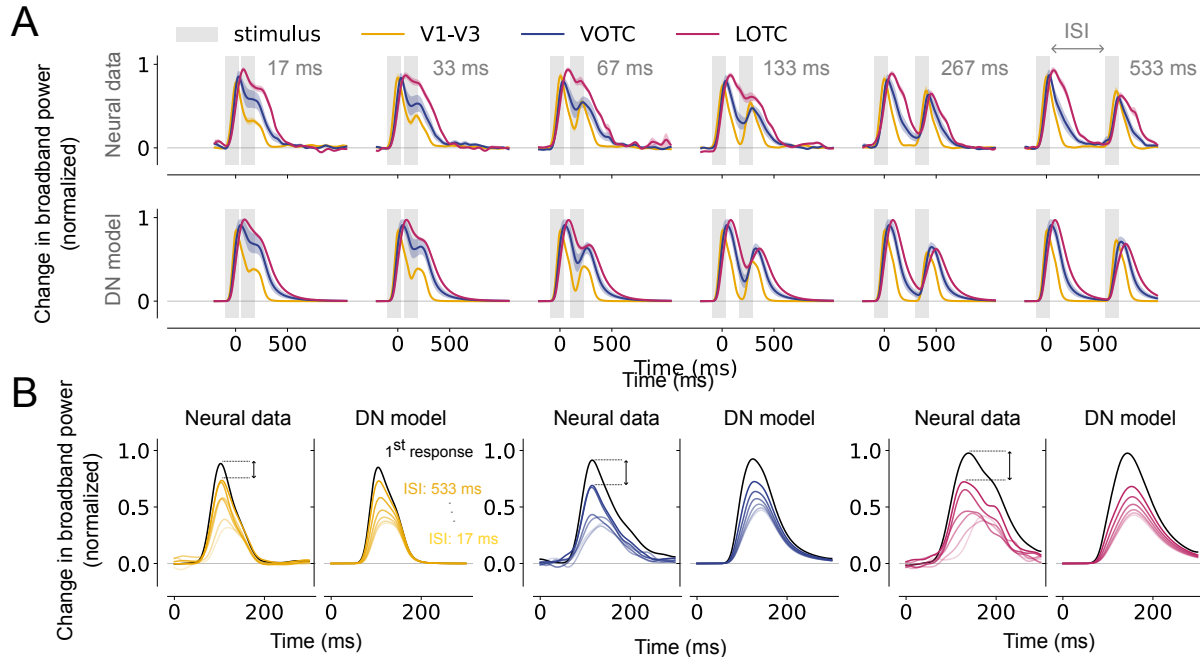 A
stimulus V1-V3 VOTC LOTC ISI
17 ms 33 ms 67 ms 133 ms 267 ms 533 ms
Change in broadband power
(normalized)
Neural data
1
0
DN model
1
0
0 500 0 500 0 500 0 500 0 500 0 500
Time (ms)
Time (ms)
B
Neural data DN model Neural data DN model Neural data DN model
Change in broadband power
(normalized)
1.0 1.0 1.0
0.5 0.5 0.5
0.0 0.0 0.0
1st response
ISI: 533 ms
ISI: 17 ms
0 200 0 200 0 200 0 200 0 200 0 200
Time (ms) Time (ms) Time (ms)